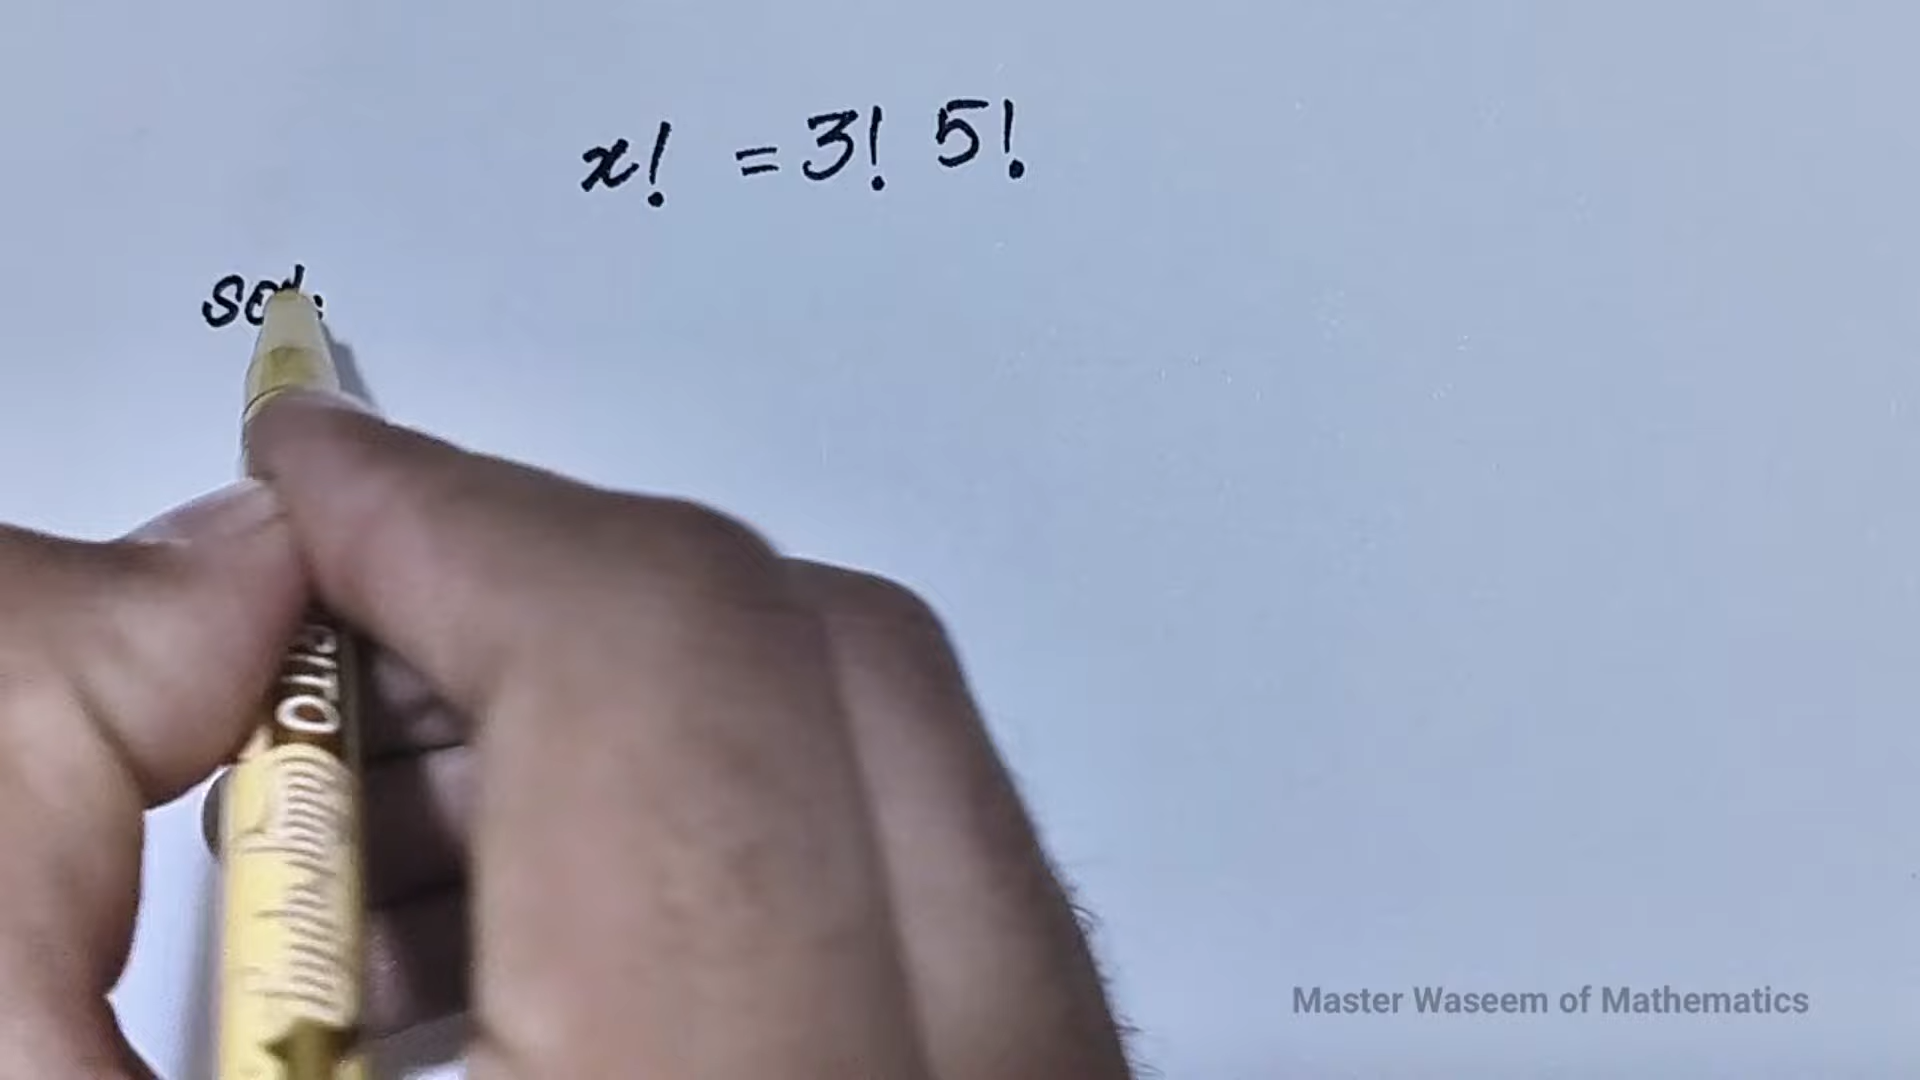 x! = 3! 5!
Master Waseem of Mathematics